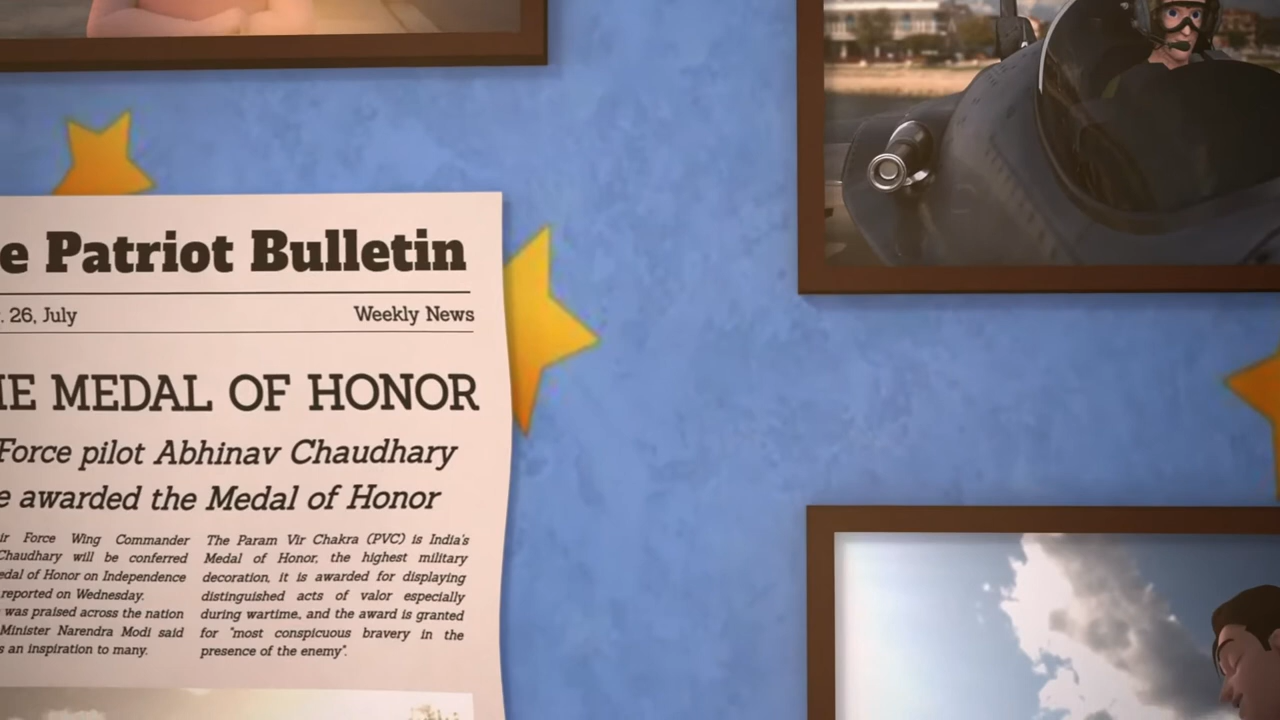 e Patriot Bulletin
. 26, July
Weekly News
IE MEDAL OF HONOR
Force pilot Abhinav Chaudhary
e awarded the Medal of Honor
ir Force Wing Commander
Chaudhary will be conferred
edal of Honor on Independence
reported on Wednesday.
was praised across the nation
Minister Narendra Modi said
s an inspiration to many.
The Param Vir Chakra (PVC) is India's
Medal of Honor, the highest military
decoration, it is awarded for displaying
distinguished acts of valor especially
during wartime., and the award is granted
for "most conspicuous bravery in the
presence of the enemy".